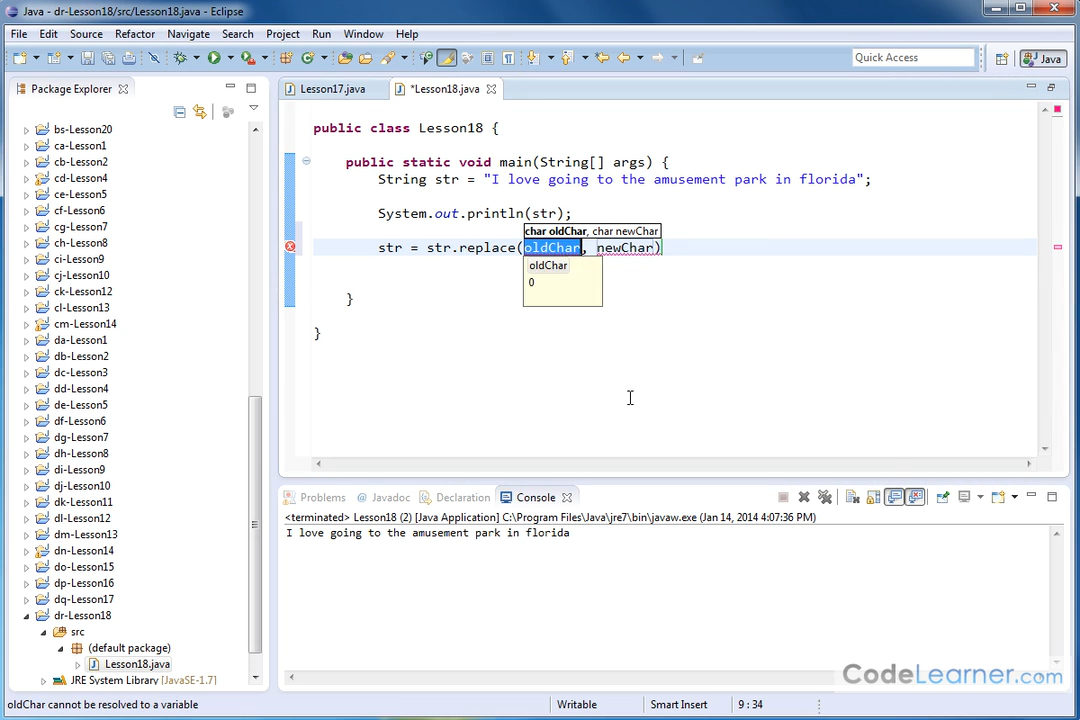 Java - dr-Lesson18/src/Lesson18.java - Eclipse
File Edit Source Refactor Navigate Search Project Run Window Help
Quick Access
Java
Package Explorer
bs-Lesson20
ca-Lesson1
cb-Lesson2
cd-Lesson4
ce-Lesson5
cf-Lesson6
cg-Lesson7
ch-Lesson8
ci-Lesson9
cj-Lesson10
ck-Lesson12
cl-Lesson13
cm-Lesson14
da-Lesson1
db-Lesson2
dc-Lesson3
dd-Lesson4
de-Lesson5
df-Lesson6
dg-Lesson7
dh-Lesson8
di-Lesson9
dj-Lesson10
dk-Lesson11
dl-Lesson12
dm-Lesson13
dn-Lesson14
do-Lesson15
dp-Lesson16
dq-Lesson17
dr-Lesson18
src
(default package)
Lesson18.java
JRE System Library [JavaSE-1.7]
Lesson17.java
*Lesson18.java
public class Lesson18 {
public static void main(String[] args) {
String str = "I love going to the amusement park in florida";
System.out.println(str);
char oldChar, char newChar
str = str.replace(oldChar, newChar)
oldChar
0
}
}
Problems @ Javadoc Declaration Console
<terminated> Lesson18 (2) [Java Application] C:\Program Files\Java\jre7\bin\javaw.exe (Jan 14, 2014 4:07:36 PM)
I love going to the amusement park in florida
CodeLearner.com
oldChar cannot be resolved to a variable
Writable
Smart Insert
9 : 34